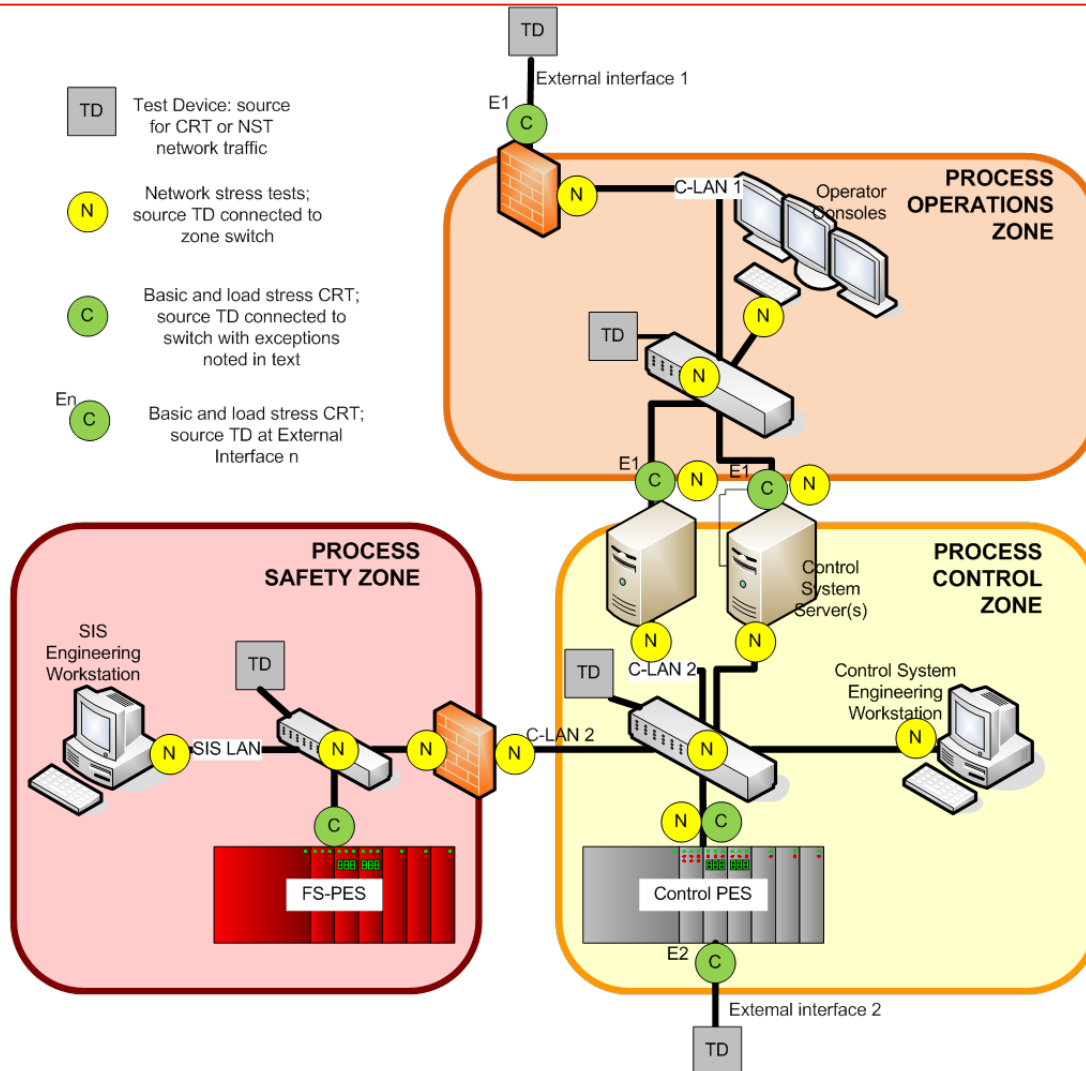 TD
External interface 1
E1
C
TD
Test Device: source
for CRT or NST
network traffic
N
Network stress tests;
source TD connected to
zone switch
C
Basic and load stress CRT;
source TD connected to
switch with exceptions
noted in text
En
C
Basic and load stress CRT;
source TD at External
Interface n
N
C-LAN 1
Operator
Consoles
PROCESS
OPERATIONS
ZONE
N
TD
N
E1
C
N
E1
C
N
PROCESS
SAFETY ZONE
PROCESS
CONTROL
ZONE
Control
System
Server(s)
N
N
C-LAN 2
SIS
Engineering
Workstation
TD
TD
Control System
Engineering
Workstation
N
SIS LAN
N
N
N
C-LAN 2
N
N
C
FS-PES
N
C
Control PES
E2
C
External interface 2
TD